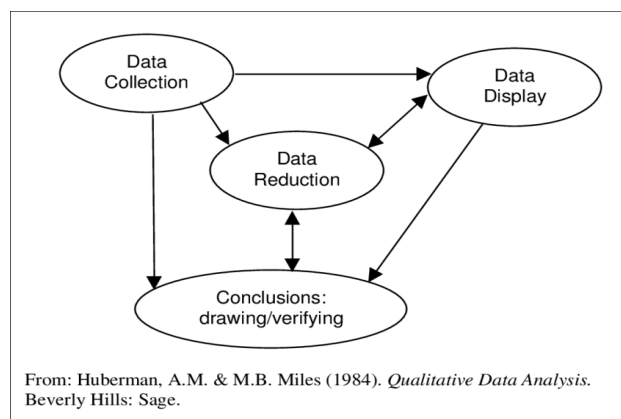 Data
Collection
Data
Display
Data
Reduction
Conclusions:
drawing/verifying
From: Huberman, A.M. & M.B. Miles (1984). Qualitative Data Analysis.
Beverly Hills: Sage.